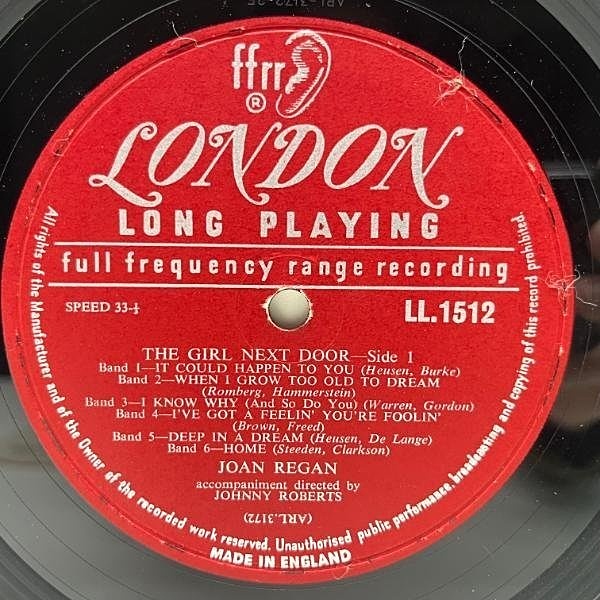 ffrr
®
LONDON
LONG PLAYING
full frequency range recording
SPEED 33-⅓
LL.1512
THE GIRL NEXT DOOR—Side 1
Band 1—IT COULD HAPPEN TO YOU (Heusen, Burke)
Band 2—WHEN I GROW TOO OLD TO DREAM
(Romberg, Hammerstein)
Band 3—I KNOW WHY (And So Do You) (Warren, Gordon)
Band 4—I'VE GOT A FEELIN' YOU'RE FOOLIN'
(Brown, Freed)
Band 5—DEEP IN A DREAM (Heusen, De Lange)
Band 6—HOME (Steeden, Clarkson)
JOAN REGAN
accompaniment directed by
JOHNNY ROBERTS
(ARL.3172)
All rights of the Manufacturer and of the Owner of the recorded work reserved. Unauthorised public performance, broadcasting and copying of this record prohibited.
MADE IN ENGLAND